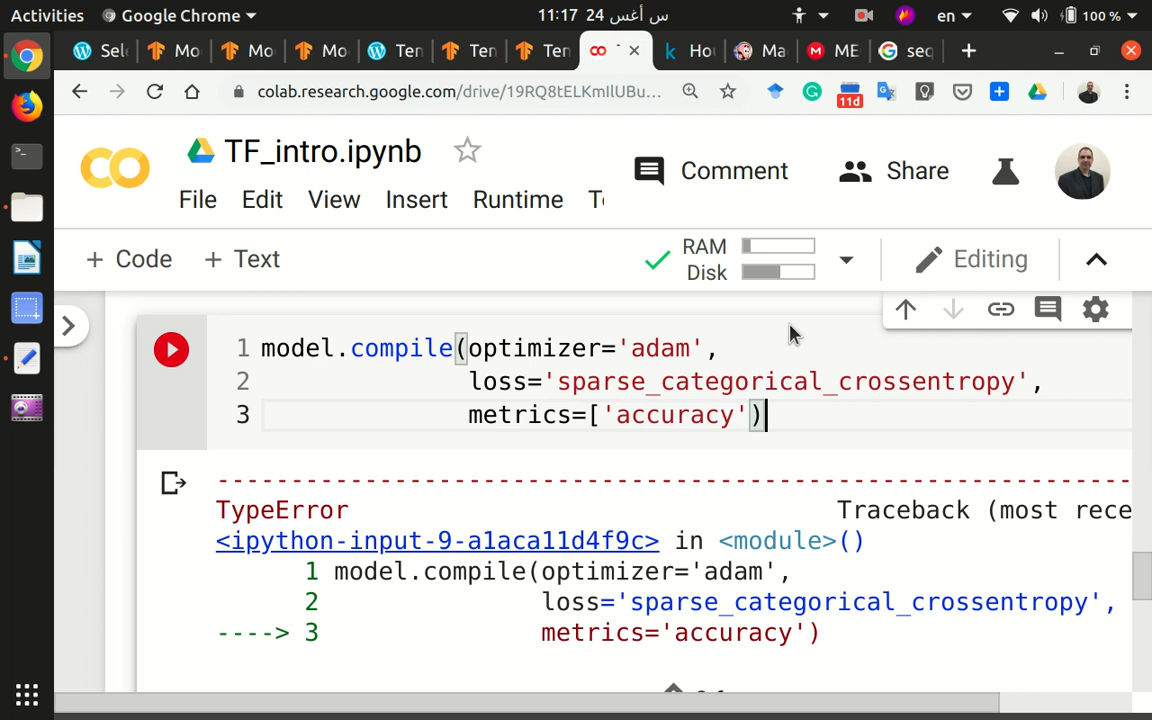 Activities Google Chrome 11:17 24 س أغس en 100 %
Sel Mo Mo Mo Ten Ten Ten Hou Ma ME seq
colab.research.google.com/drive/19RQ8tELKmIlUBu... 11d
TF_intro.ipynb
Comment Share
File Edit View Insert Runtime
+ Code + Text RAM Disk Editing
1 model.compile(optimizer='adam',
2 loss='sparse_categorical_crossentropy',
3 metrics=['accuracy')
--------------------------------------------------------------
TypeError Traceback (most rece
<ipython-input-9-a1aca11d4f9c> in <module>()
1 model.compile(optimizer='adam',
2 loss='sparse_categorical_crossentropy',
----> 3 metrics='accuracy')